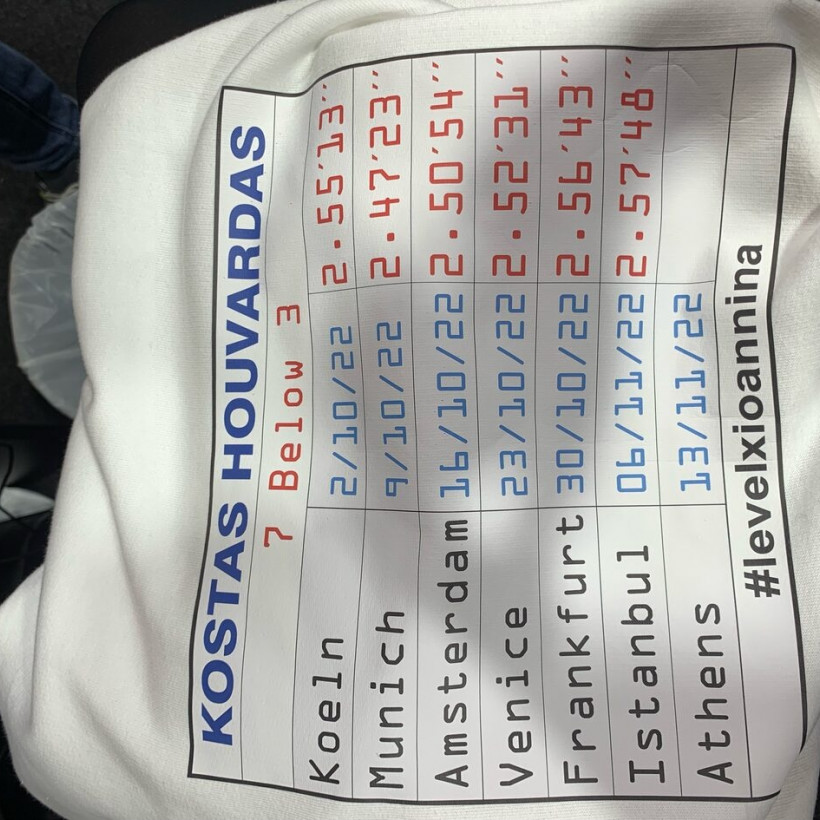 KOSTAS HOUVARDAS
7 Below 3
Koeln 2/10/22 2.55'13''
Munich 9/10/22 2.47'23''
Amsterdam 16/10/22 2.50'54''
Venice 23/10/22 2.52'31''
Frankfurt 30/10/22 2.56'43''
Istanbul 06/11/22 2.57'48''
Athens 13/11/22
#levelxioannina